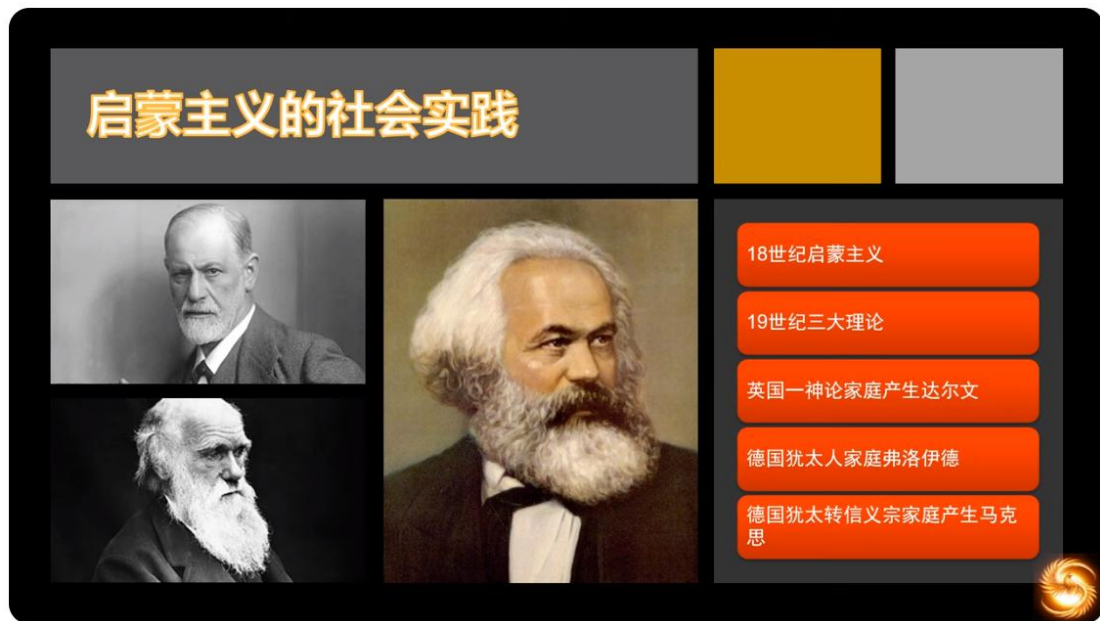 启蒙主义的社会实践
18世纪启蒙主义
19世纪三大理论
英国一神论家庭产生达尔文
德国犹太人家庭弗洛伊德
德国犹太转信义宗家庭产生马克
思